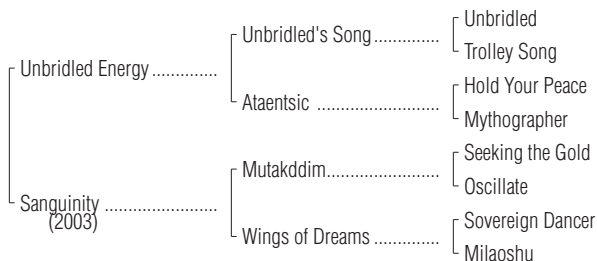 Unbridled
Unbridled's Song ..............
Trolley Song
Unbridled Energy ..............
Hold Your Peace
Ataentsic ..........................
Mythographer
Seeking the Gold
Mutakddim........................
Oscillate
Sanguinity ........................
(2003)
Sovereign Dancer
Wings of Dreams ..............
Milaoshu